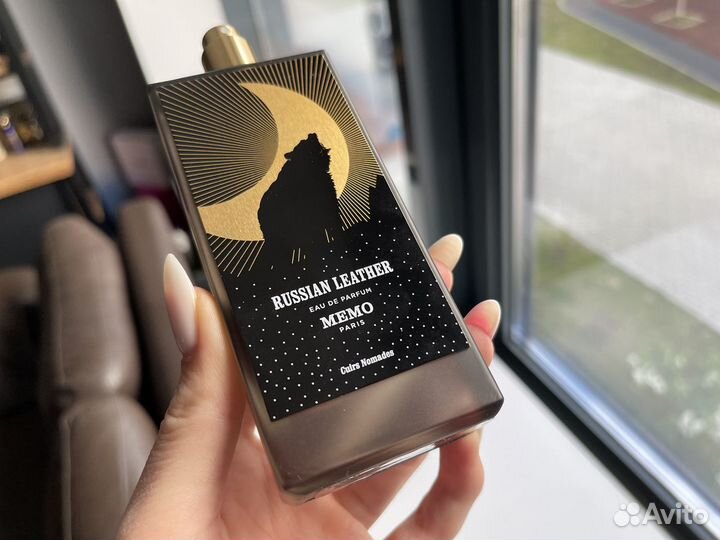 RUSSIAN LEATHER
EAU DE PARFUM
MEMO
PARIS
Cuirs Nomades
Avito